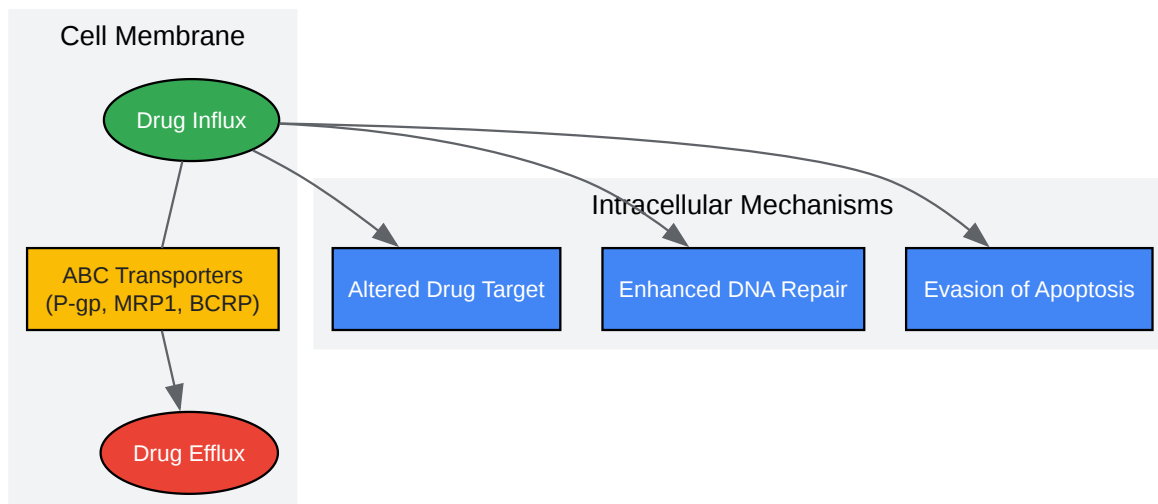 Cell Membrane
Drug Influx
Intracellular Mechanisms
ABC Transporters
(P-gp, MRP1, BCRP)
Altered Drug Target
Enhanced DNA Repair
Evasion of Apoptosis
Drug Efflux